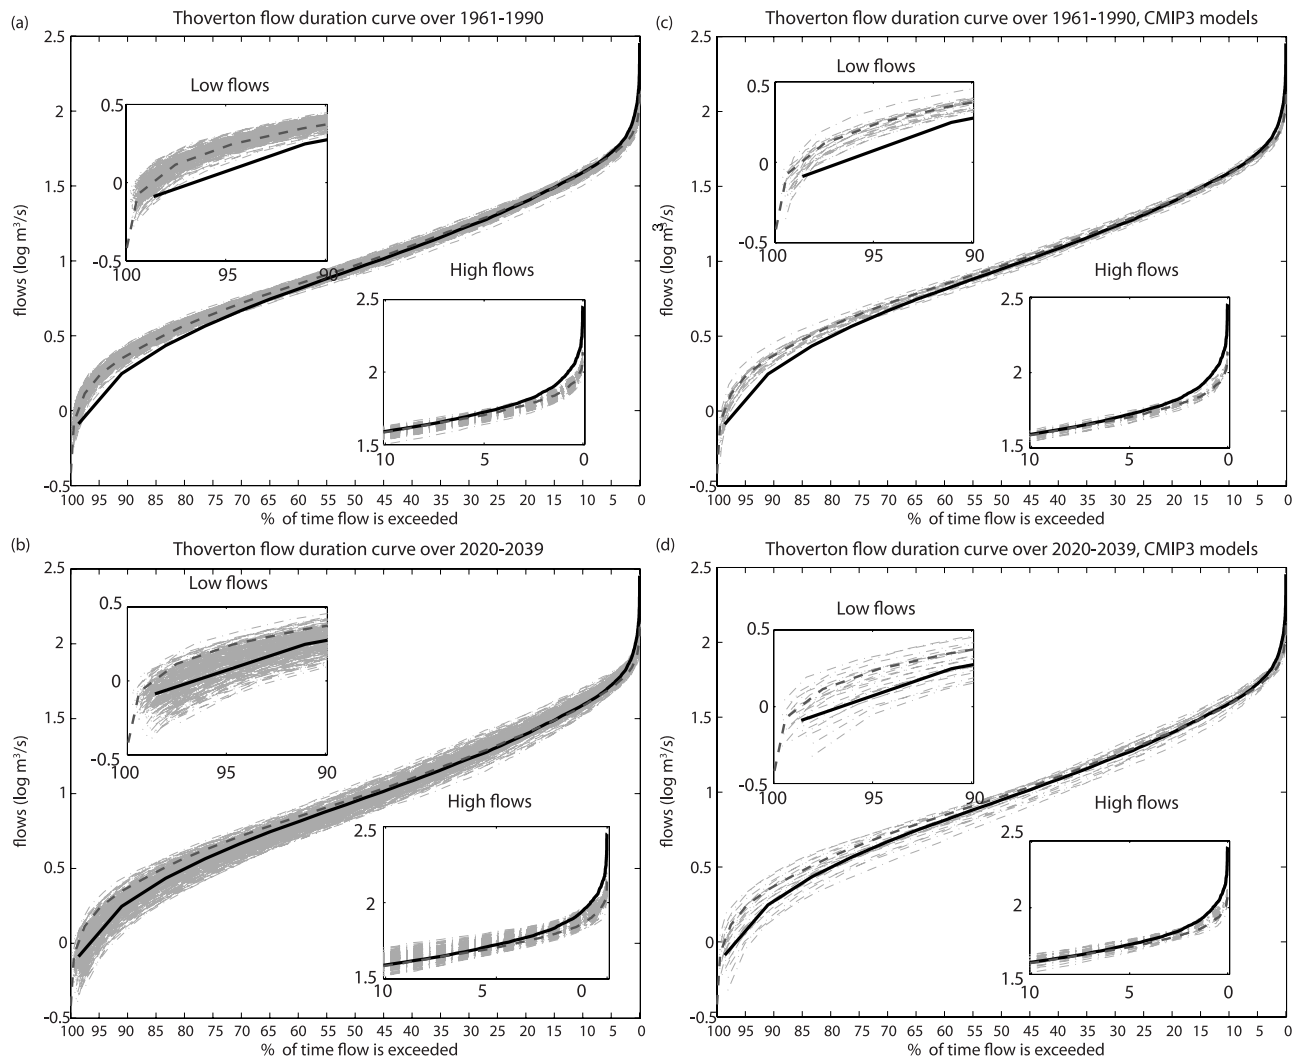 (a)
Thoverton flow duration curve over 1961-1990
2.5
2
1.5
1
0.5
0
-0.5
flows (log m³/s)
Low flows
0.5
0
-0.5
100 95 90
High flows
2.5
2
1.5
10 5 0
100 95 90 85 80 75 70 65 60 55 50 45 40 35 30 25 20 15 10 5 0
% of time flow is exceeded
(c)
Thoverton flow duration curve over 1961-1990, CMIP3 models
2.5
2
1.5
1
0.5
0
-0.5
flows (log m³/s)
3
Low flows
0.5
0
-0.5
100 95 90
High flows
2.5
2
1.5
10 5 0
100 95 90 85 80 75 70 65 60 55 50 45 40 35 30 25 20 15 10 5 0
% of time flow is exceeded
(b)
Thoverton flow duration curve over 2020-2039
2.5
2
1.5
1
0.5
0
-0.5
flows (log m³/s)
Low flows
0.5
0
-0.5
100 95 90
High flows
2.5
2
1.5
10 5 0
100 95 90 85 80 75 70 65 60 55 50 45 40 35 30 25 20 15 10 5 0
% of time flow is exceeded
(d)
Thoverton flow duration curve over 2020-2039, CMIP3 models
2.5
2
1.5
1
0.5
0
-0.5
flows (log m³/s)
Low flows
0.5
0
-0.5
100 95 90
High flows
2.5
2
1.5
10 5 0
100 95 90 85 80 75 70 65 60 55 50 45 40 35 30 25 20 15 10 5 0
% of time flow is exceeded